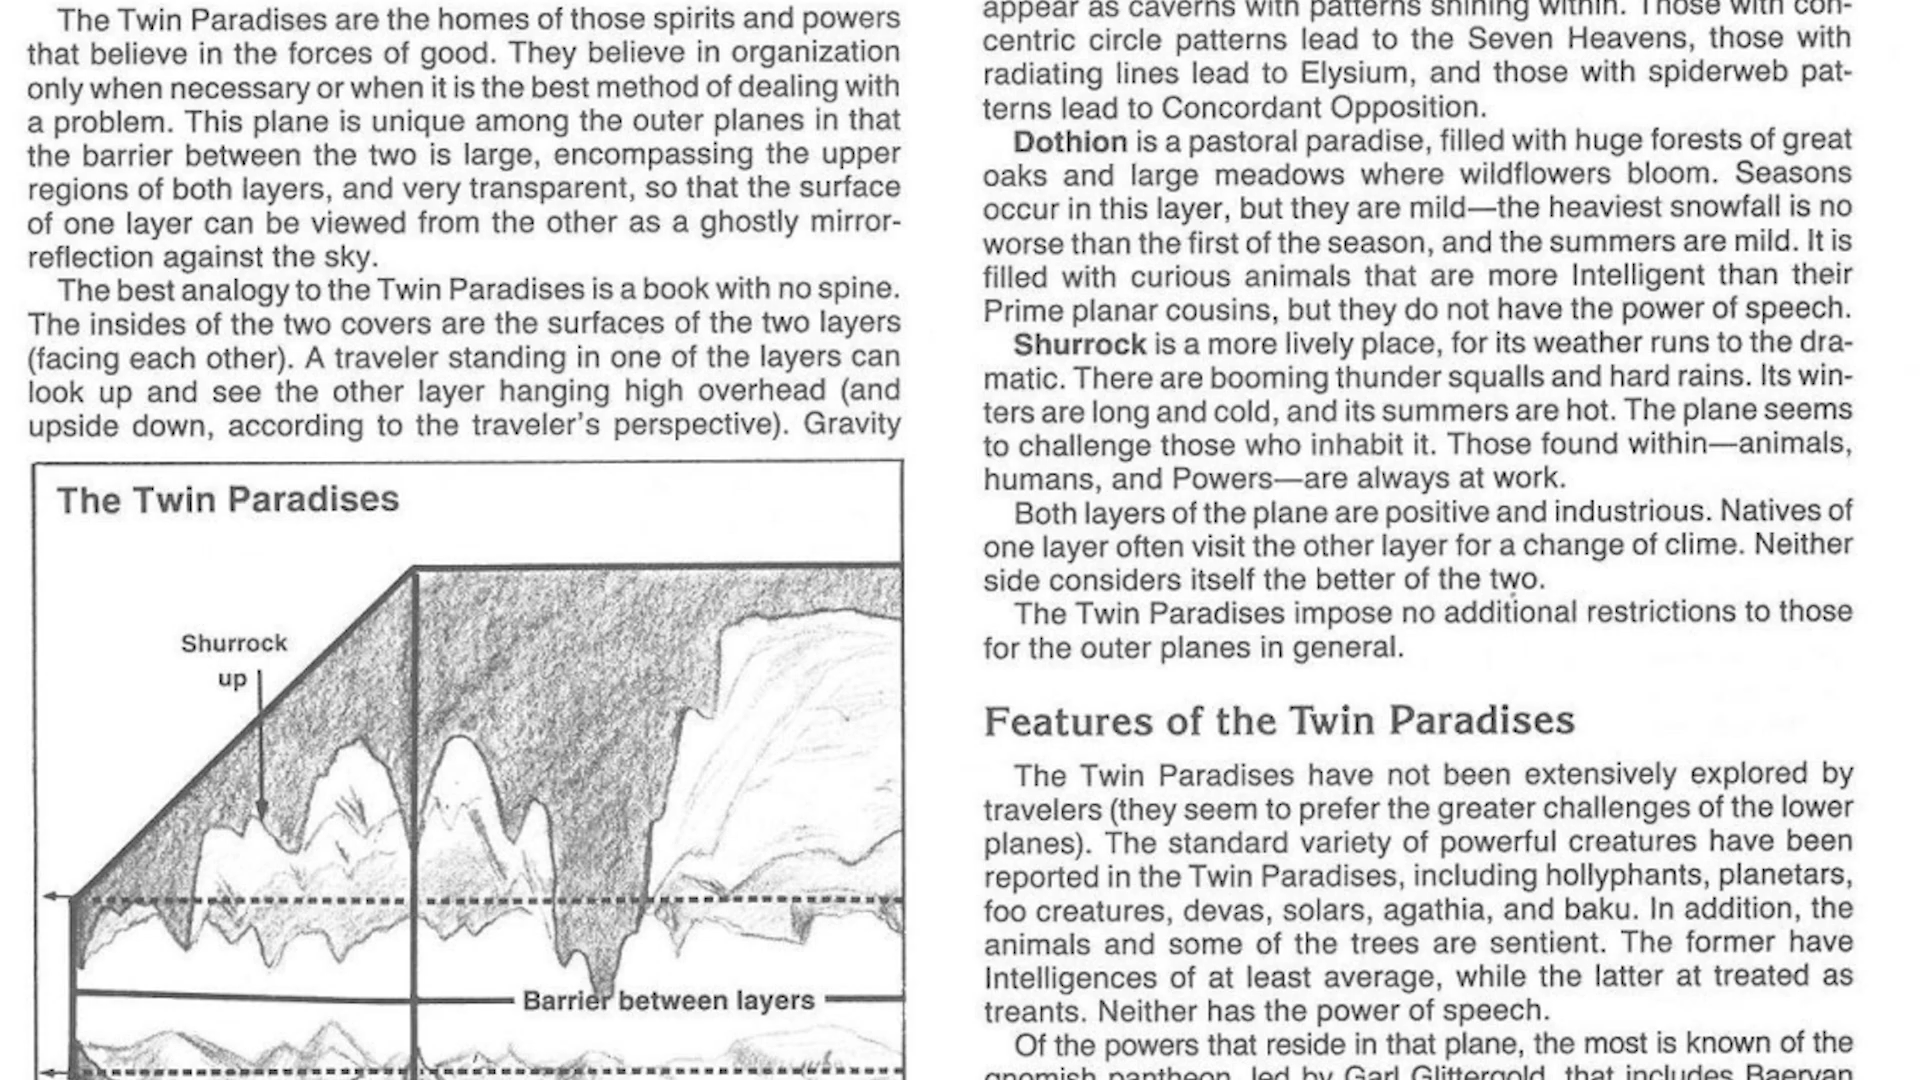 The Twin Paradises are the homes of those spirits and powers
that believe in the forces of good. They believe in organization
only when necessary or when it is the best method of dealing with
a problem. This plane is unique among the outer planes in that
the barrier between the two is large, encompassing the upper
regions of both layers, and very transparent, so that the surface
of one layer can be viewed from the other as a ghostly mirror-
reflection against the sky.
The best analogy to the Twin Paradises is a book with no spine.
The insides of the two covers are the surfaces of the two layers
(facing each other). A traveler standing in one of the layers can
look up and see the other layer hanging high overhead (and
upside down, according to the traveler's perspective). Gravity
The Twin Paradises
Shurrock
up
Barrier between layers
appear as caverns with patterns shining within. Those with con-
centric circle patterns lead to the Seven Heavens, those with
radiating lines lead to Elysium, and those with spiderweb pat-
terns lead to Concordant Opposition.
Dothion is a pastoral paradise, filled with huge forests of great
oaks and large meadows where wildflowers bloom. Seasons
occur in this layer, but they are mild—the heaviest snowfall is no
worse than the first of the season, and the summers are mild. It is
filled with curious animals that are more Intelligent than their
Prime planar cousins, but they do not have the power of speech.
Shurrock is a more lively place, for its weather runs to the dra-
matic. There are booming thunder squalls and hard rains. Its win-
ters are long and cold, and its summers are hot. The plane seems
to challenge those who inhabit it. Those found within—animals,
humans, and Powers—are always at work.
Both layers of the plane are positive and industrious. Natives of
one layer often visit the other layer for a change of clime. Neither
side considers itself the better of the two.
The Twin Paradises impose no additional restrictions to those
for the outer planes in general.
Features of the Twin Paradises
The Twin Paradises have not been extensively explored by
travelers (they seem to prefer the greater challenges of the lower
planes). The standard variety of powerful creatures have been
reported in the Twin Paradises, including hollyphants, planetars,
foo creatures, devas, solars, agathia, and baku. In addition, the
animals and some of the trees are sentient. The former have
Intelligences of at least average, while the latter at treated as
treants. Neither has the power of speech.
Of the powers that reside in that plane, the most is known of the
gnomish pantheon, led by Garl Glittergold, that includes Baervan